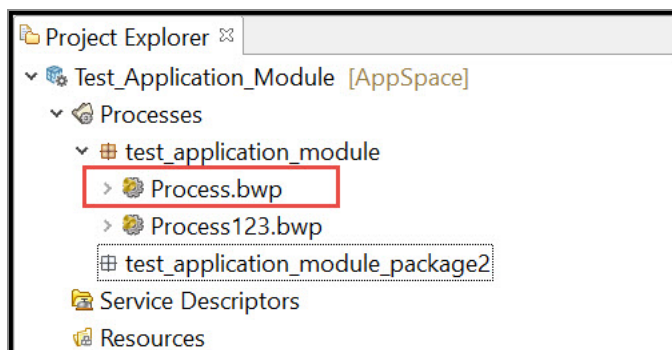 Project Explorer
Test_Application_Module [AppSpace]
Processes
test_application_module
Process.bwp
Process123.bwp
test_application_module_package2
Service Descriptors
Resources